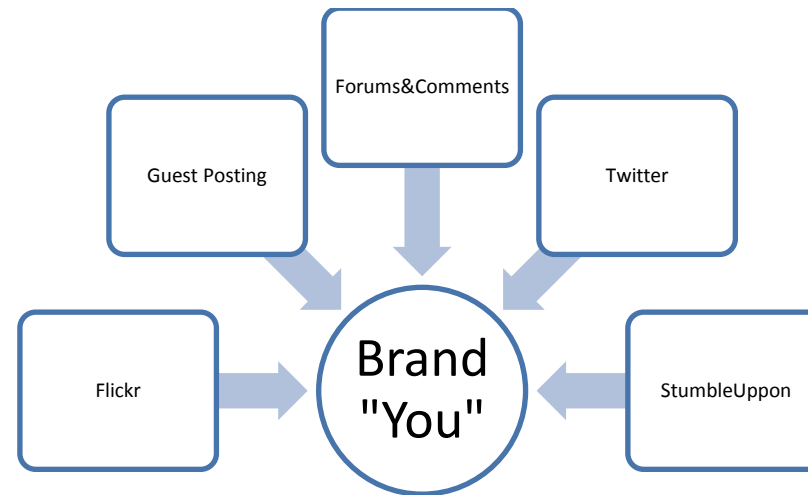 Forums&Comments
Guest Posting
Twitter
Flickr
Brand
"You"
StumbleUppon